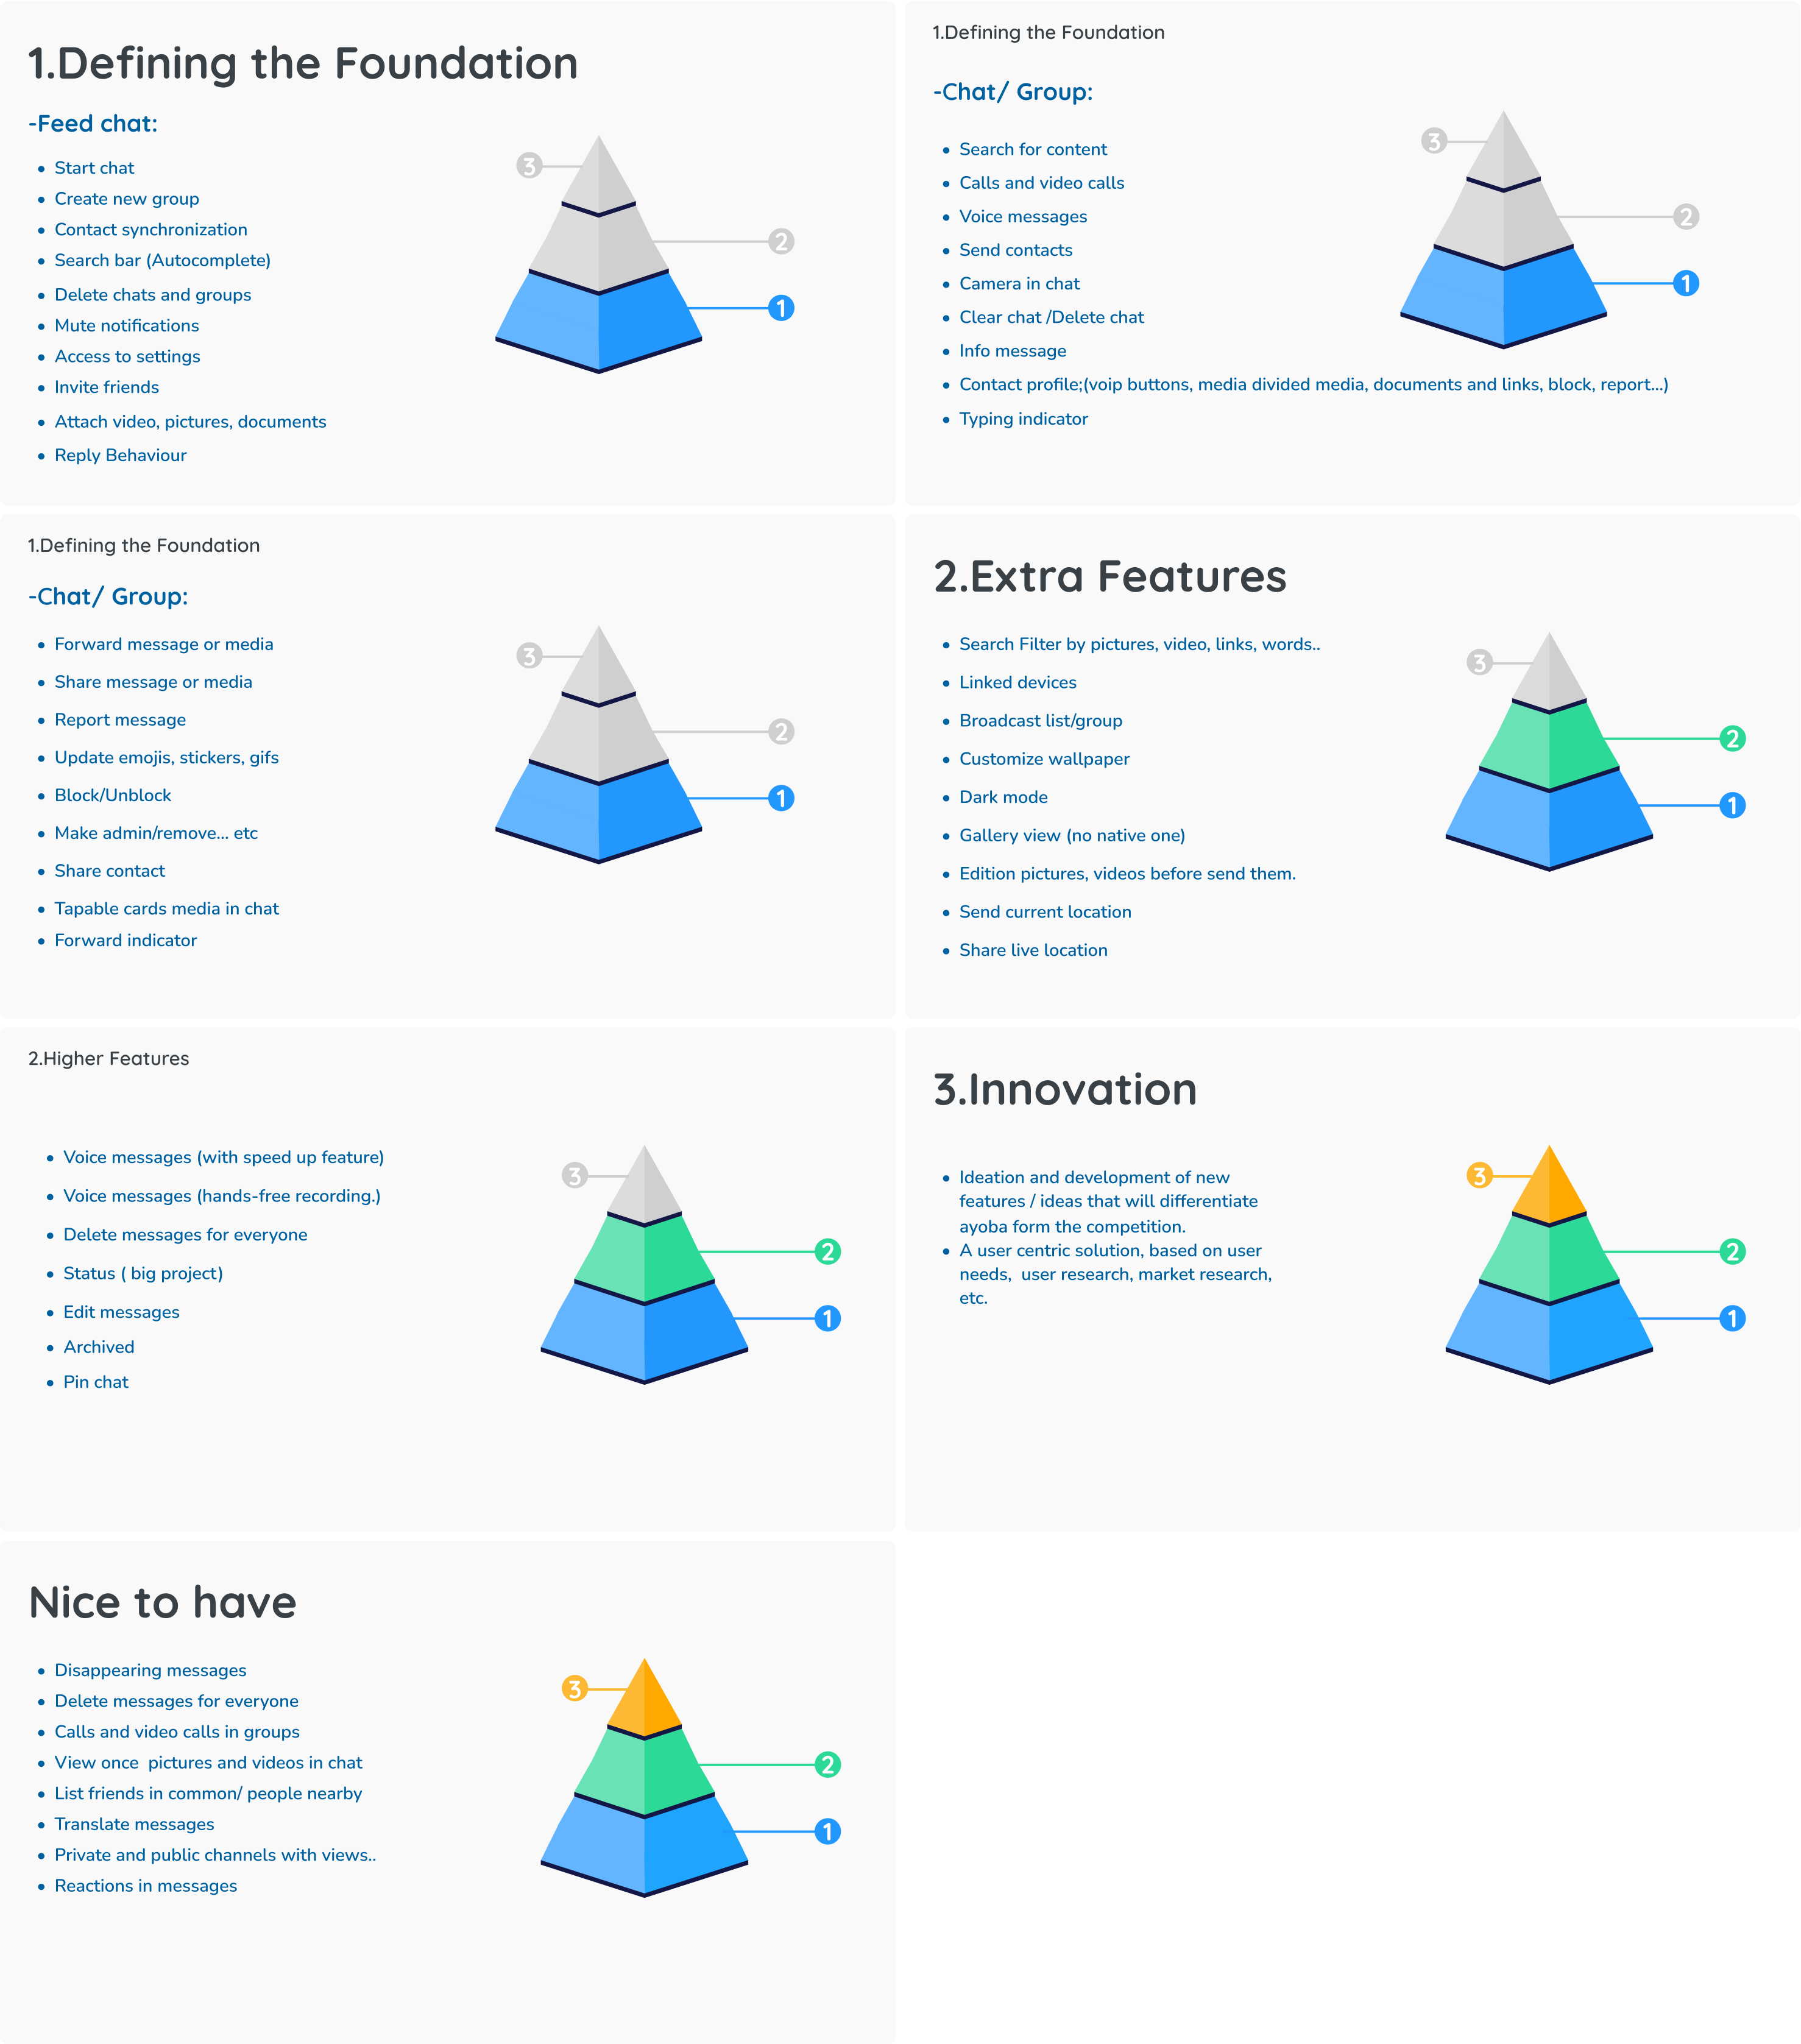 1.Defining the Foundation
-Feed chat:
Start chat
Create new group
Contact synchronization
Search bar (Autocomplete)
Delete chats and groups
Mute notifications
Access to settings
Invite friends
Attach video, pictures, documents
Reply Behaviour
3
2
1
1.Defining the Foundation
-Chat/ Group:
Search for content
Calls and video calls
Voice messages
Send contacts
Camera in chat
Clear chat /Delete chat
Info message
Contact profile;(voip buttons, media divided media, documents and links, block, report...)
Typing indicator
3
2
1
1.Defining the Foundation
-Chat/ Group:
Forward message or media
Share message or media
Report message
Update emojis, stickers, gifs
Block/Unblock
Make admin/remove... etc
Share contact
Tapable cards media in chat
Forward indicator
3
2
1
2.Extra Features
Search Filter by pictures, video, links, words..
Linked devices
Broadcast list/group
Customize wallpaper
Dark mode
Gallery view (no native one)
Edition pictures, videos before send them.
Send current location
Share live location
3
2
1
2.Higher Features
Voice messages (with speed up feature)
Voice messages (hands-free recording.)
Delete messages for everyone
Status ( big project)
Edit messages
Archived
Pin chat
3
2
1
3.Innovation
Ideation and development of new
features / ideas that will differentiate
ayoba form the competition.
A user centric solution, based on user
needs,  user research, market research,
etc.
3
2
1
Nice to have
Disappearing messages
Delete messages for everyone
Calls and video calls in groups
View once  pictures and videos in chat
List friends in common/ people nearby
Translate messages
Private and public channels with views..
Reactions in messages
3
2
1